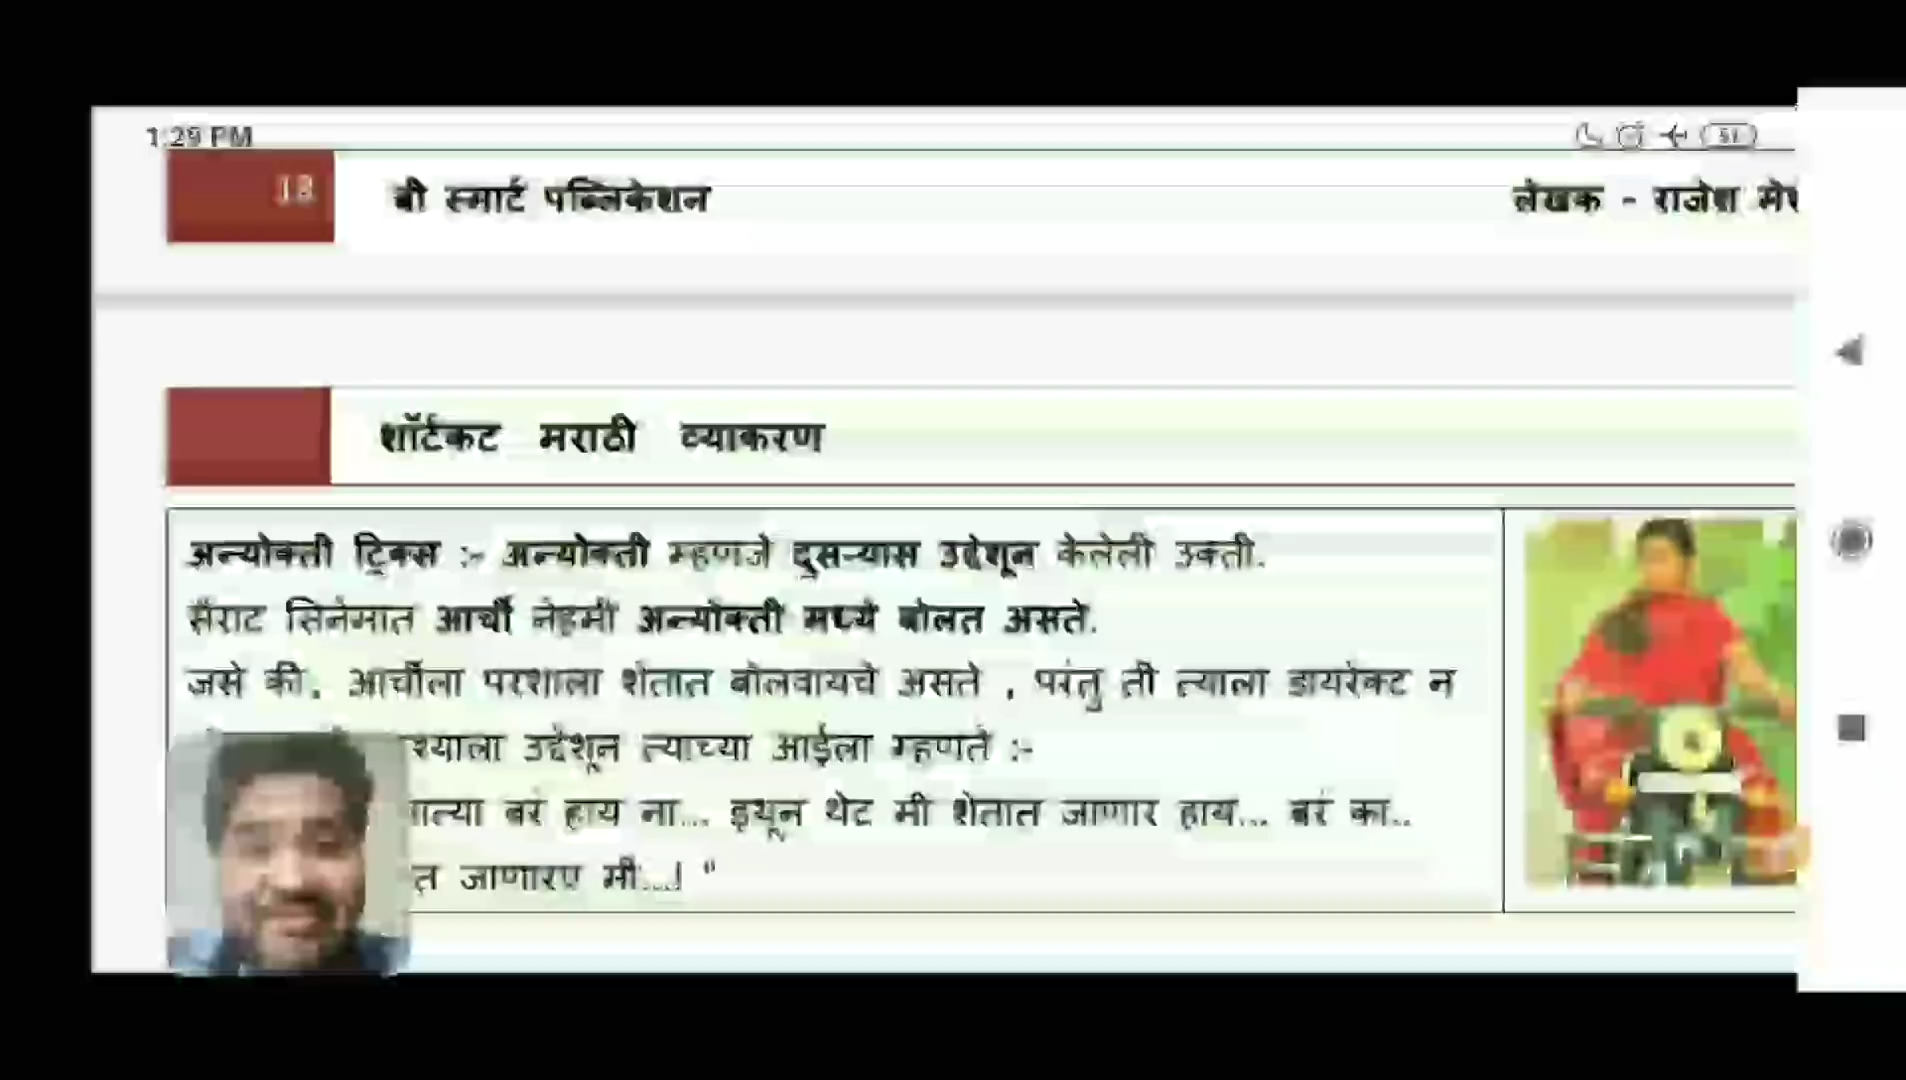 1:29 PM
18 बी स्मार्ट पब्लिकेशन लेखक - राजेश
शॉर्टकट मराठी व्याकरण
अन्योक्ती ट्रिक्स :- अन्योक्ती म्हणजे दुसऱ्यास उद्देशून केलेली उक्ती.
सैराट सिनेमात आर्ची नेहमी अन्योक्ती मध्ये बोलत असते.
जसे की, आर्चीला परशाला शेतात बोलवायचे असते , परंतु ती त्याला डायरेक्ट न
उद्देशून त्याच्या आईला म्हणते :-
बरं हाय ना... इथून थेट मी शेतात जाणार हाय... बरं का..
जाणारए मी...! "